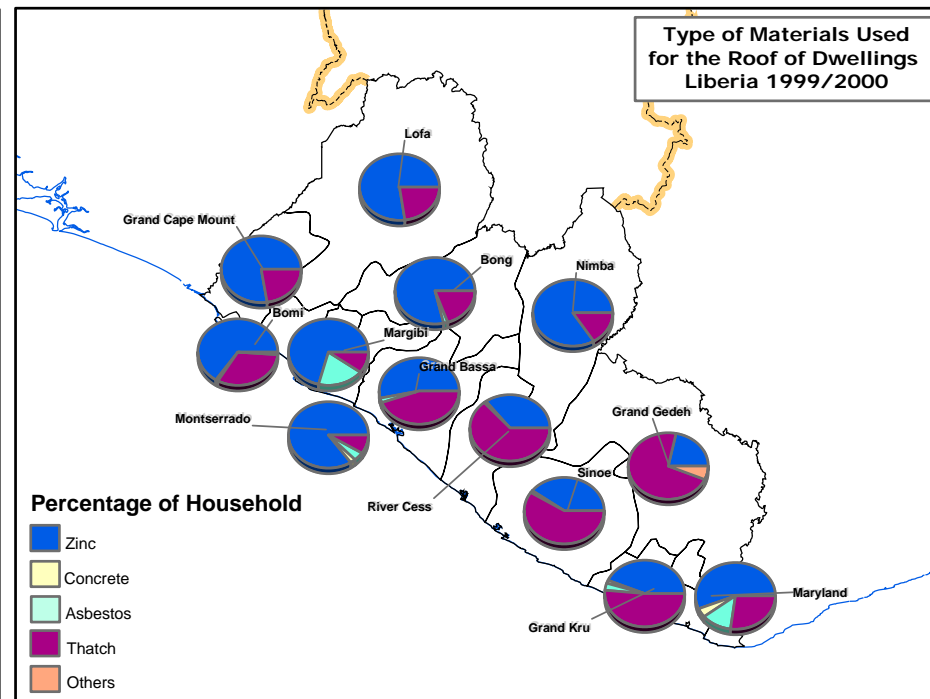 Type of Materials Used
for the Roof of Dwellings
Liberia 1999/2000
Lofa
Grand Cape Mount
Bong
Nimba
Bomi
Margibi
Grand Bassa
Montserrado
Grand Gedeh
Sinoe
River Cess
Percentage of Household
Zinc
Concrete
Asbestos
Thatch
Others
Maryland
Grand Kru